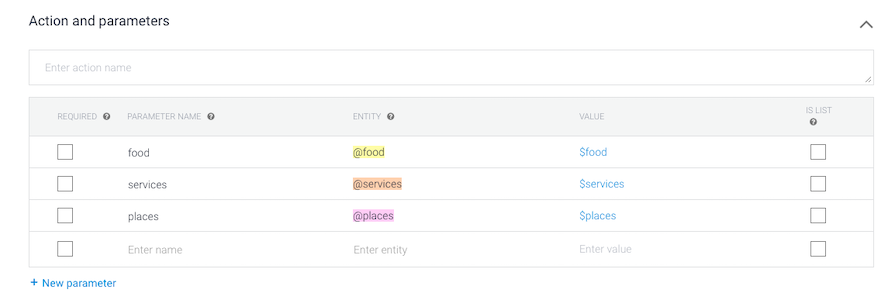 Action and parameters
Enter action name
REQUIRED ? PARAMETER NAME ? ENTITY ? VALUE IS LIST ?
food @food $food
services @services $services
places @places $places
Enter name Enter entity Enter value
+ New parameter